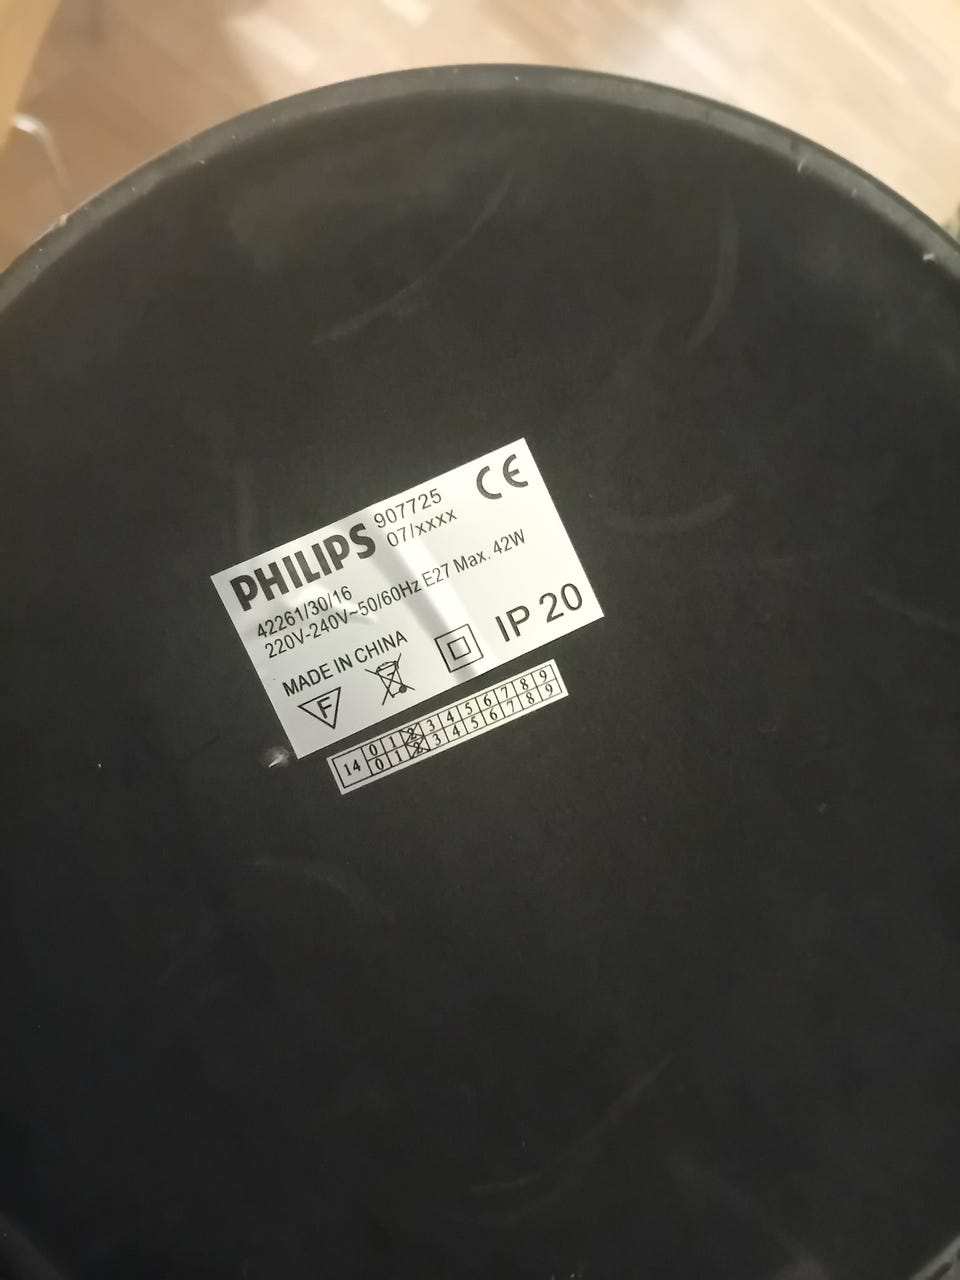 PHILIPS 907725
07/xxxx
CE
42261/30/16
220V-240V~50/60Hz E27 Max. 42W
MADE IN CHINA
IP 20
F
14
0 1 2 3 4 5 6 7 8 9
0 1 2 3 4 5 6 7 8 9